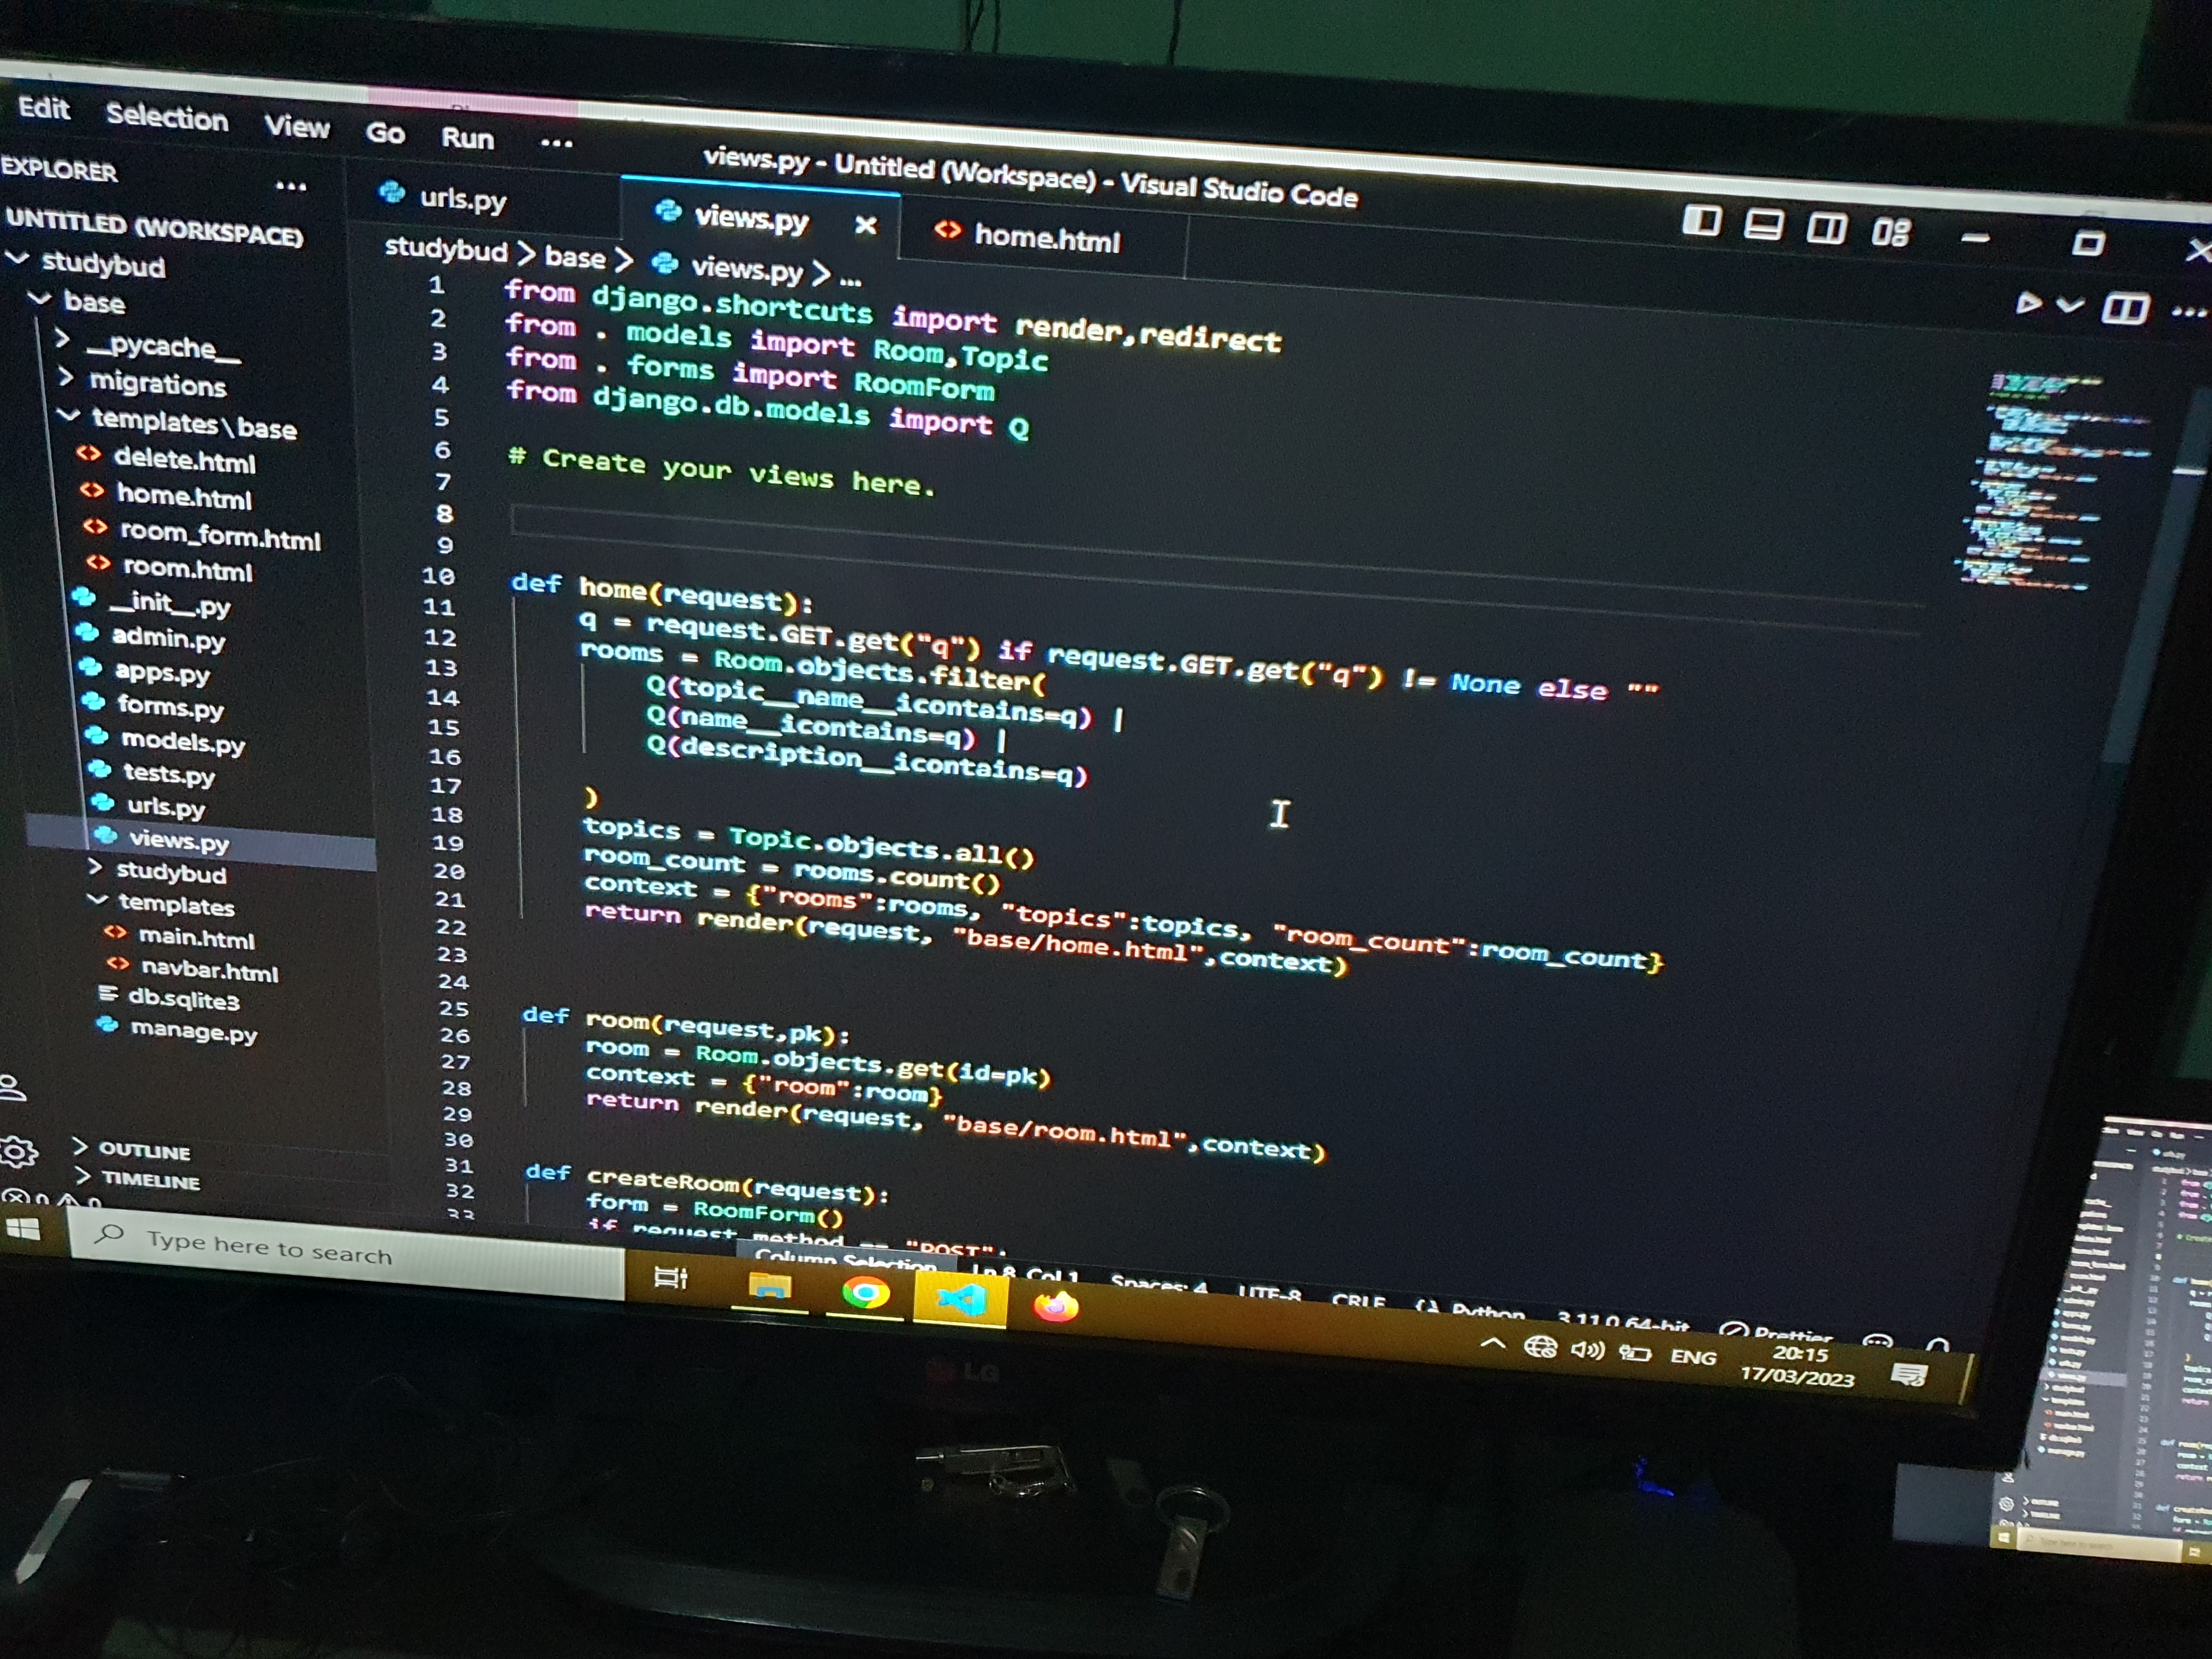 Edit Selection View Go Run ...
views.py - Untitled (Workspace) - Visual Studio Code
EXPLORER ...
UNTITLED (WORKSPACE)
studybud
base
__pycache__
migrations
templates\base
delete.html
home.html
room_form.html
room.html
__init__.py
admin.py
apps.py
forms.py
models.py
tests.py
urls.py
views.py
studybud
templates
main.html
navbar.html
db.sqlite3
manage.py
OUTLINE
TIMELINE
0 0
urls.py views.py home.html
studybud > base > views.py > ...
1 from django.shortcuts import render,redirect
2 from . models import Room,Topic
3 from . forms import RoomForm
4 from django.db.models import Q
5
6 # Create your views here.
7
8
9
10 def home(request):
11 q = request.GET.get("q") if request.GET.get("q") != None else ""
12 rooms = Room.objects.filter(
13 Q(topic__name__icontains=q) |
14 Q(name__icontains=q) |
15 Q(description__icontains=q)
16
17 )
18 topics = Topic.objects.all()
19 room_count = rooms.count()
20 context = {"rooms":rooms, "topics":topics, "room_count":room_count}
21 return render(request, "base/home.html",context)
22
23
24
25 def room(request,pk):
26 room = Room.objects.get(id=pk)
27 context = {"room":room}
28 return render(request, "base/room.html",context)
29
30
31 def createRoom(request):
32 form = RoomForm()
33 if request.method == "POST":
Column Selection Ln 8, Col 1 Spaces: 4 UTF-8 CRLF Python 3.11.0 64-bit Prettier
Type here to search
ENG
20:15
17/03/2023
LG